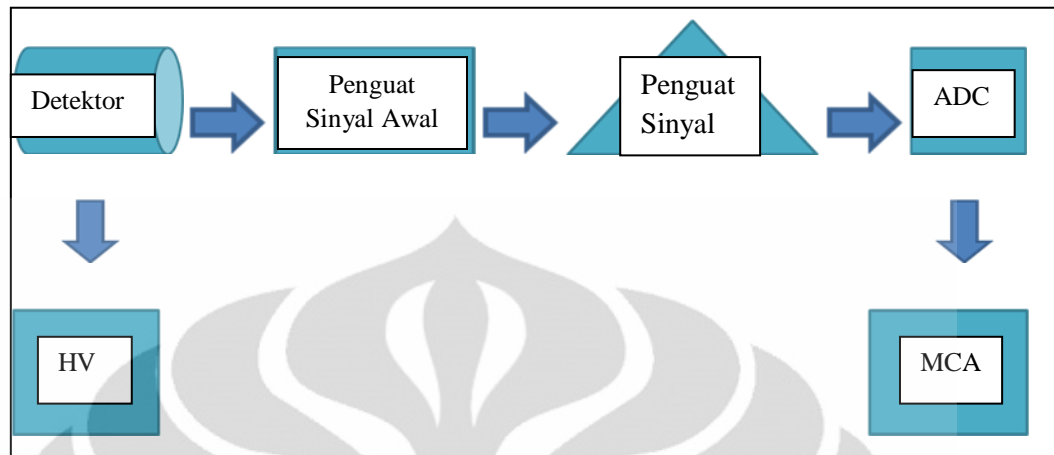 Detektor
Penguat
Sinyal Awal
Penguat
Sinyal
ADC
HV
MCA